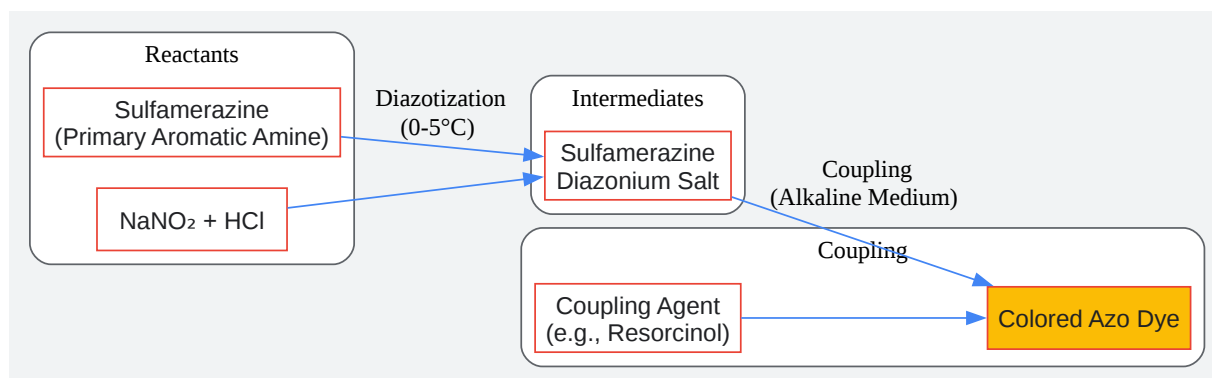 Reactants
Sulfamerazine
(Primary Aromatic Amine)
NaNO₂ + HCl
Diazotization
(0-5°C)
Intermediates
Sulfamerazine
Diazonium Salt
Coupling
(Alkaline Medium)
Coupling
Coupling Agent
(e.g., Resorcinol)
Colored Azo Dye